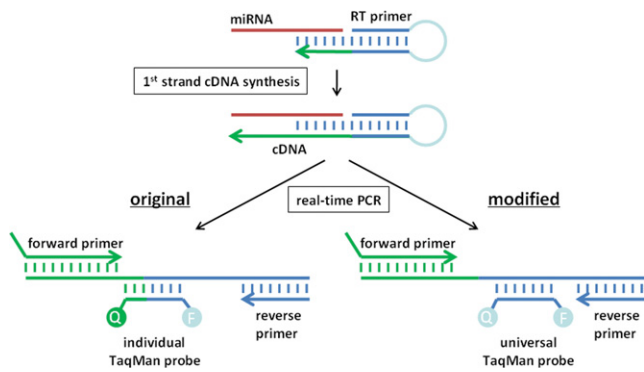 miRNA
RT primer
1st strand cDNA synthesis
cDNA
original
real-time PCR
modified
forward primer
forward primer
Q
F
individual
TaqMan probe
reverse
primer
Q
F
universal
TaqMan probe
reverse
primer